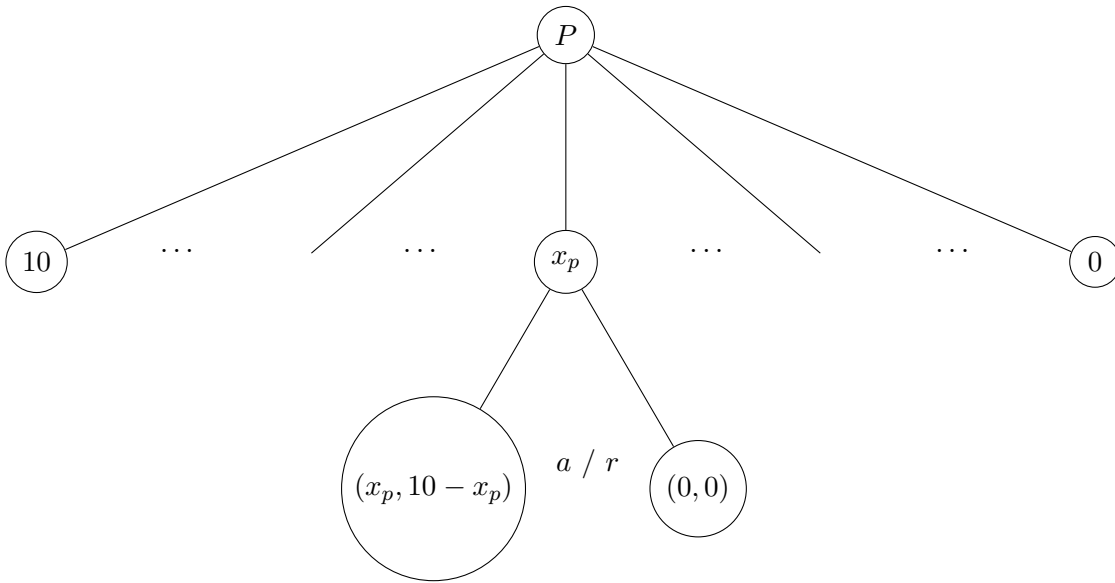 P
10 … … x_p … … 0
a / r
(x_p, 10 − x_p) (0, 0)